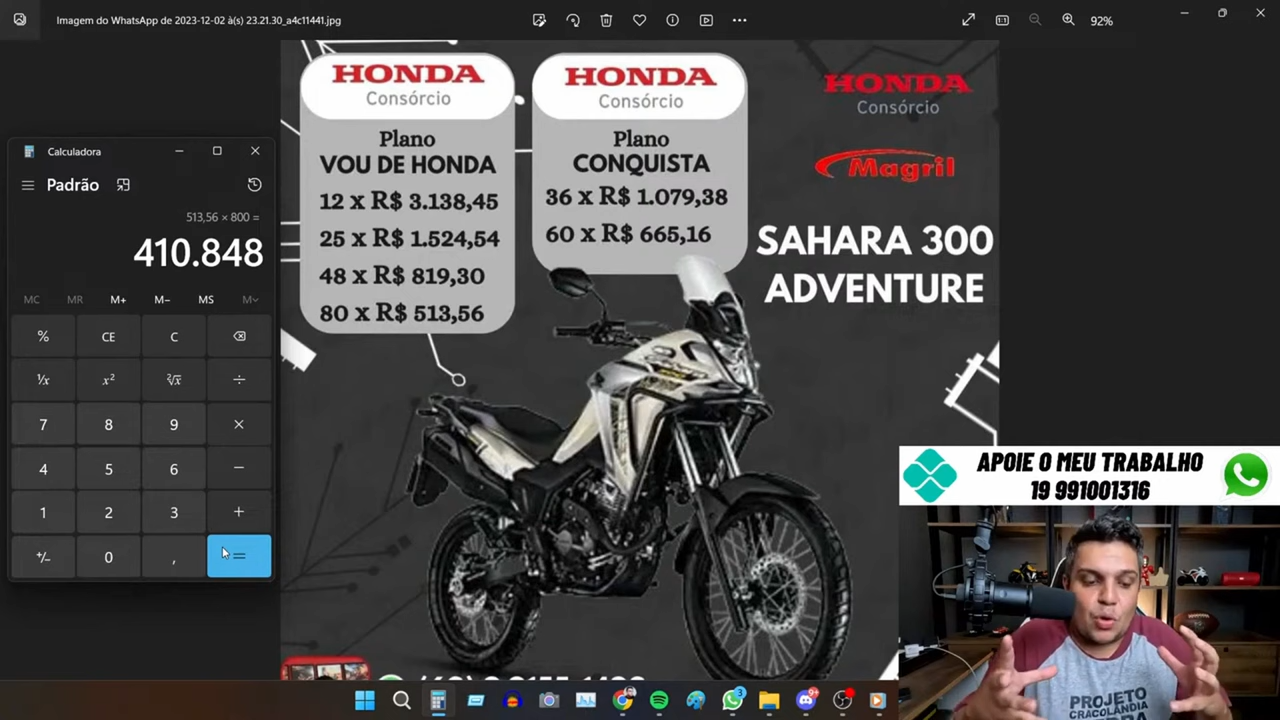 Imagem do WhatsApp de 2023-12-02 à(s) 23.21.30_a4c11441.jpg
92%
Calculadora
Padrão
513,56 × 800 =
410.848
MC MR M+ M− MS M˅
% CE C
¹/x x² ²√x ÷
7 8 9 ×
4 5 6 −
1 2 3 +
+/− 0 , =
HONDA
Consórcio
Plano
VOU DE HONDA
12 x R$ 3.138,45
25 x R$ 1.524,54
48 x R$ 819,30
80 x R$ 513,56
HONDA
Consórcio
Plano
CONQUISTA
36 x R$ 1.079,38
60 x R$ 665,16
HONDA
Consórcio
Magril
SAHARA 300
ADVENTURE
APOIE O MEU TRABALHO
19 991001316
PROJETO
CRACOLÂNDIA